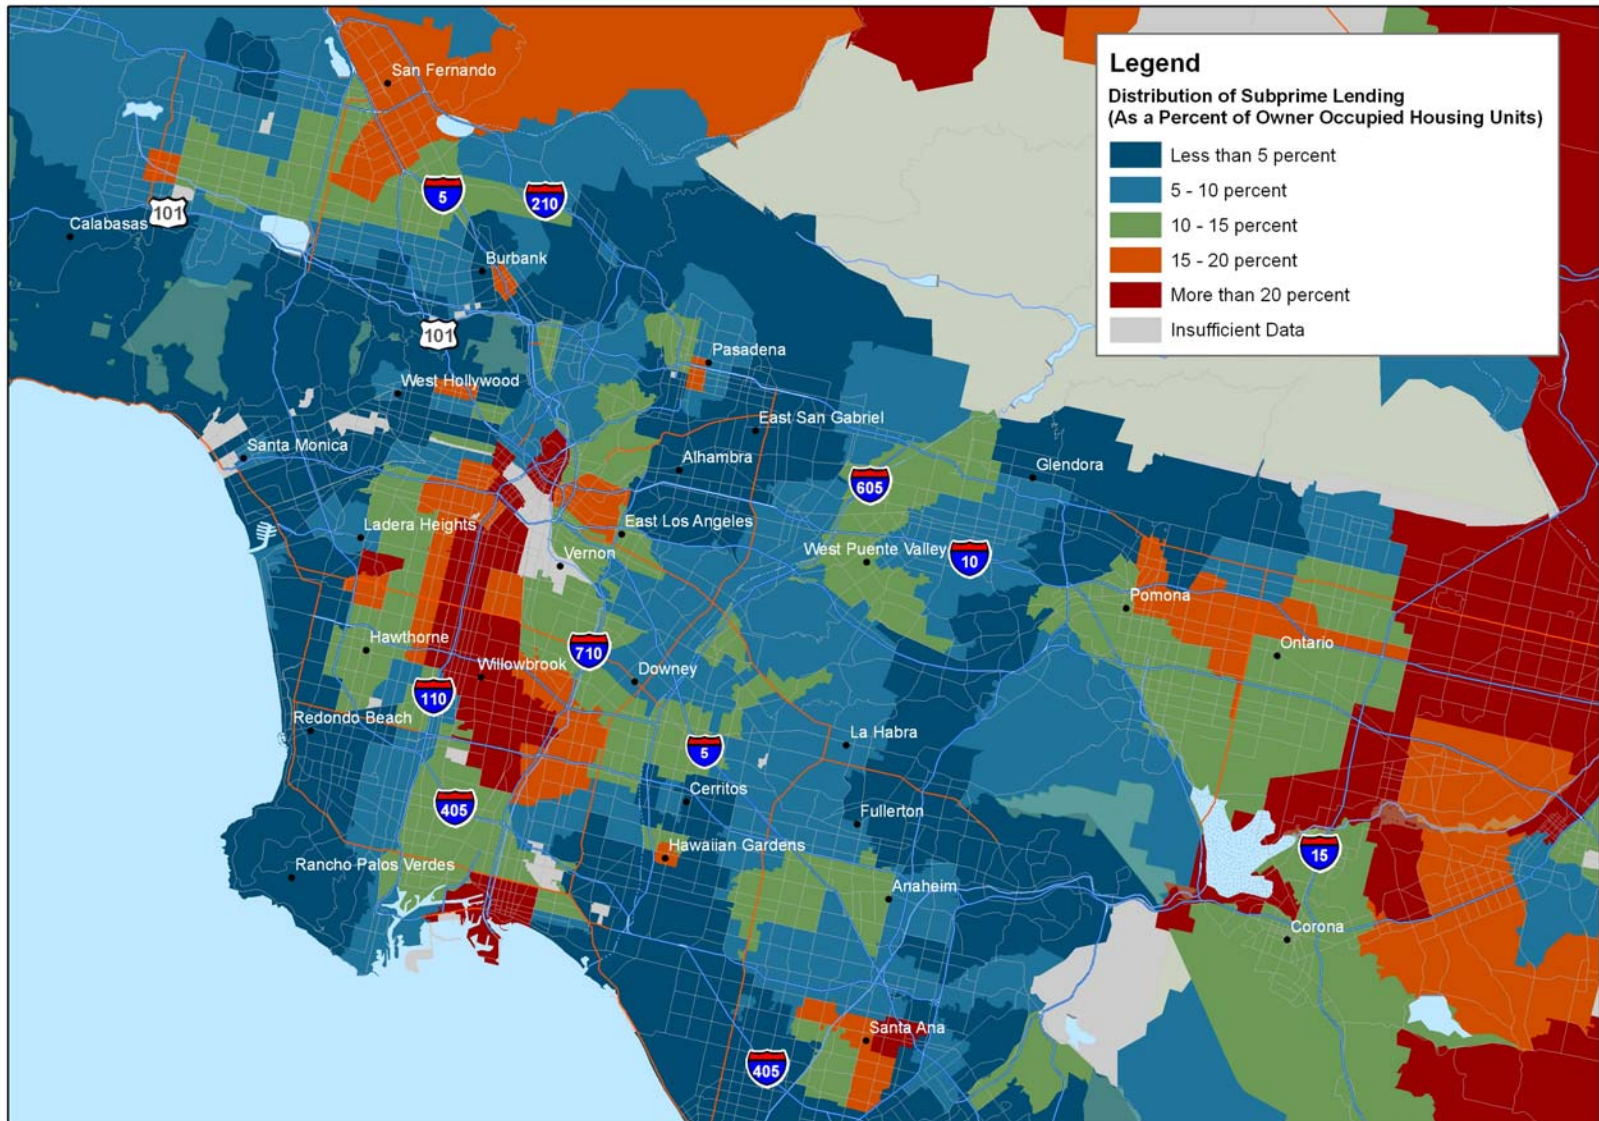 Legend
Distribution of Subprime Lending
(As a Percent of Owner Occupied Housing Units)
Less than 5 percent
5 - 10 percent
10 - 15 percent
15 - 20 percent
More than 20 percent
Insufficient Data
San Fernando
5
210
101
Calabasas
Burbank
101
Pasadena
West Hollywood
East San Gabriel
Santa Monica
Alhambra
Glendora
605
Ladera Heights
East Los Angeles
Vernon
West Puente Valley
10
Pomona
Hawthorne
710
Ontario
Willowbrook
Downey
110
Redondo Beach
La Habra
5
Cerritos
405
Fullerton
Hawaiian Gardens
15
Rancho Palos Verdes
Anaheim
Corona
Santa Ana
405